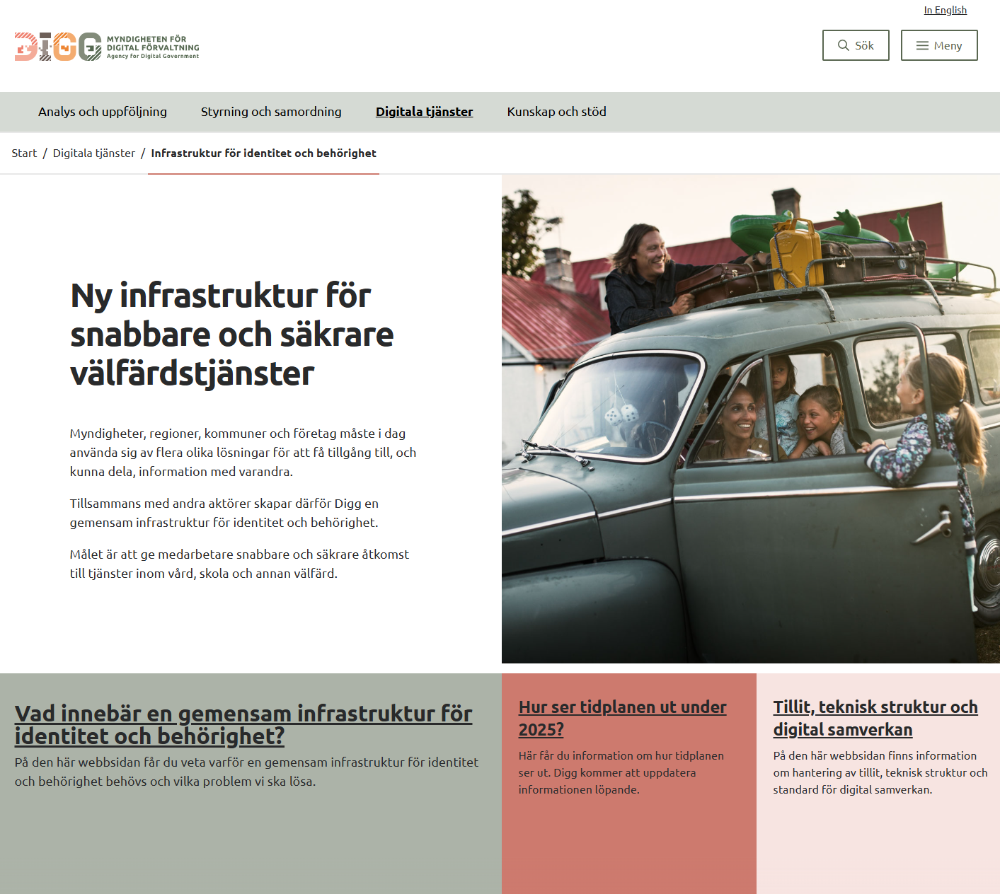 In English
DIGG
MYNDIGHETEN FÖR
DIGITAL FÖRVALTNING
Agency for Digital Government
Sök
Meny
Analys och uppföljning
Styrning och samordning
Digitala tjänster
Kunskap och stöd
Start / Digitala tjänster / Infrastruktur för identitet och behörighet
Ny infrastruktur för
snabbare och säkrare
välfärdstjänster
Myndigheter, regioner, kommuner och företag måste i dag
använda sig av flera olika lösningar för att få tillgång till, och
kunna dela, information med varandra.
Tillsammans med andra aktörer skapar därför Digg en
gemensam infrastruktur för identitet och behörighet.
Målet är att ge medarbetare snabbare och säkrare åtkomst
till tjänster inom vård, skola och annan välfärd.
Vad innebär en gemensam infrastruktur för
identitet och behörighet?
På den här webbsidan får du veta varför en gemensam infrastruktur för identitet
och behörighet behövs och vilka problem vi ska lösa.
Hur ser tidplanen ut under
2025?
Här får du information om hur tidplanen
ser ut. Digg kommer att uppdatera
informationen löpande.
Tillit, teknisk struktur och
digital samverkan
På den här webbsidan finns information
om hantering av tillit, teknisk struktur och
standard för digital samverkan.